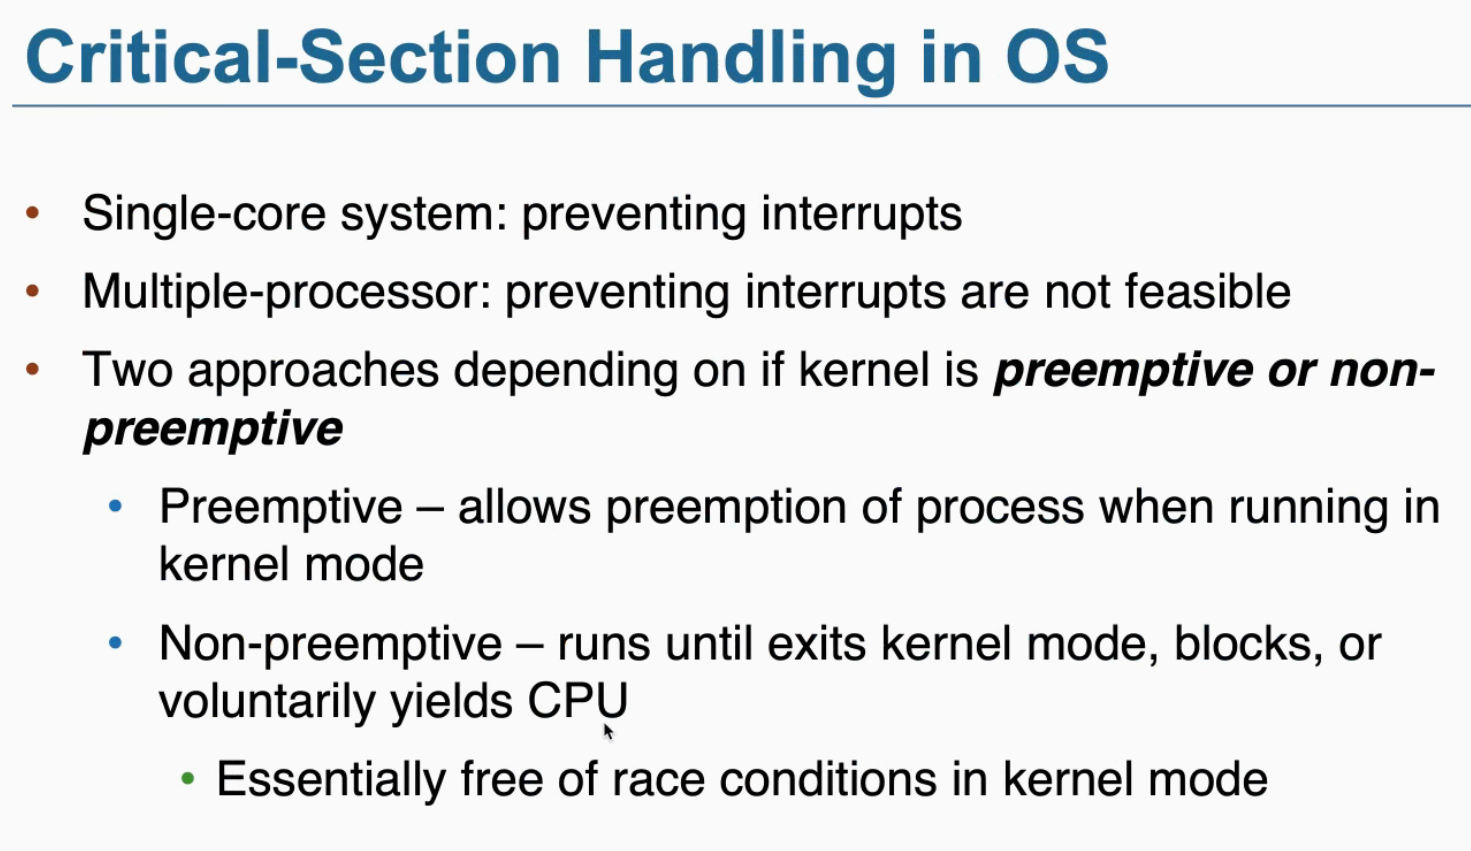 Critical-Section Handling in OS
• Single-core system: preventing interrupts
• Multiple-processor: preventing interrupts are not feasible
• Two approaches depending on if kernel is preemptive or non-
preemptive
• Preemptive – allows preemption of process when running in
kernel mode
• Non-preemptive – runs until exits kernel mode, blocks, or
voluntarily yields CPU
• Essentially free of race conditions in kernel mode